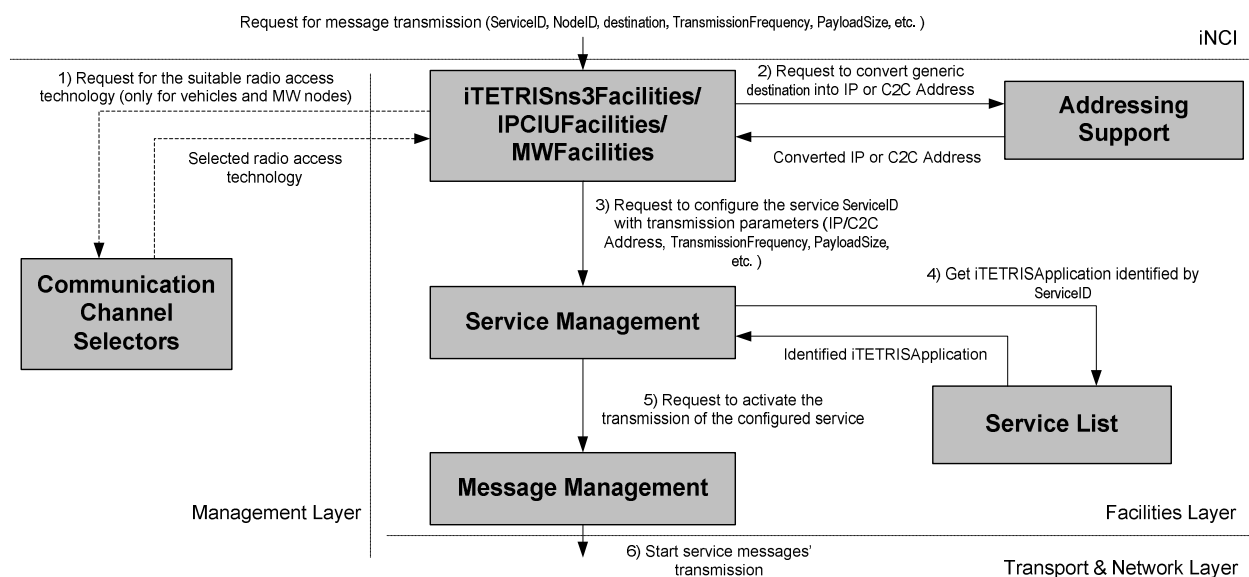 Request for message transmission (ServiceID, NodeID, destination, TransmissionFrequency, PayloadSize, etc. )
iNCI
1) Request for the suitable radio access
technology (only for vehicles and MW nodes)
Selected radio access
technology
iTETRISns3Facilities/
IPCIUFacilities/
MWFacilities
2) Request to convert generic
destination into IP or C2C Address
Converted IP or C2C Address
Addressing
Support
3) Request to configure the service ServiceID
with transmission parameters (IP/C2C
Address, TransmissionFrequency, PayloadSize,
etc. )
Communication
Channel
Selectors
Service Management
4) Get iTETRISApplication identified by
ServiceID
Identified iTETRISApplication
Service List
5) Request to activate the
transmission of the configured service
Message Management
Management Layer
Facilities Layer
6) Start service messages'
transmission
Transport & Network Layer